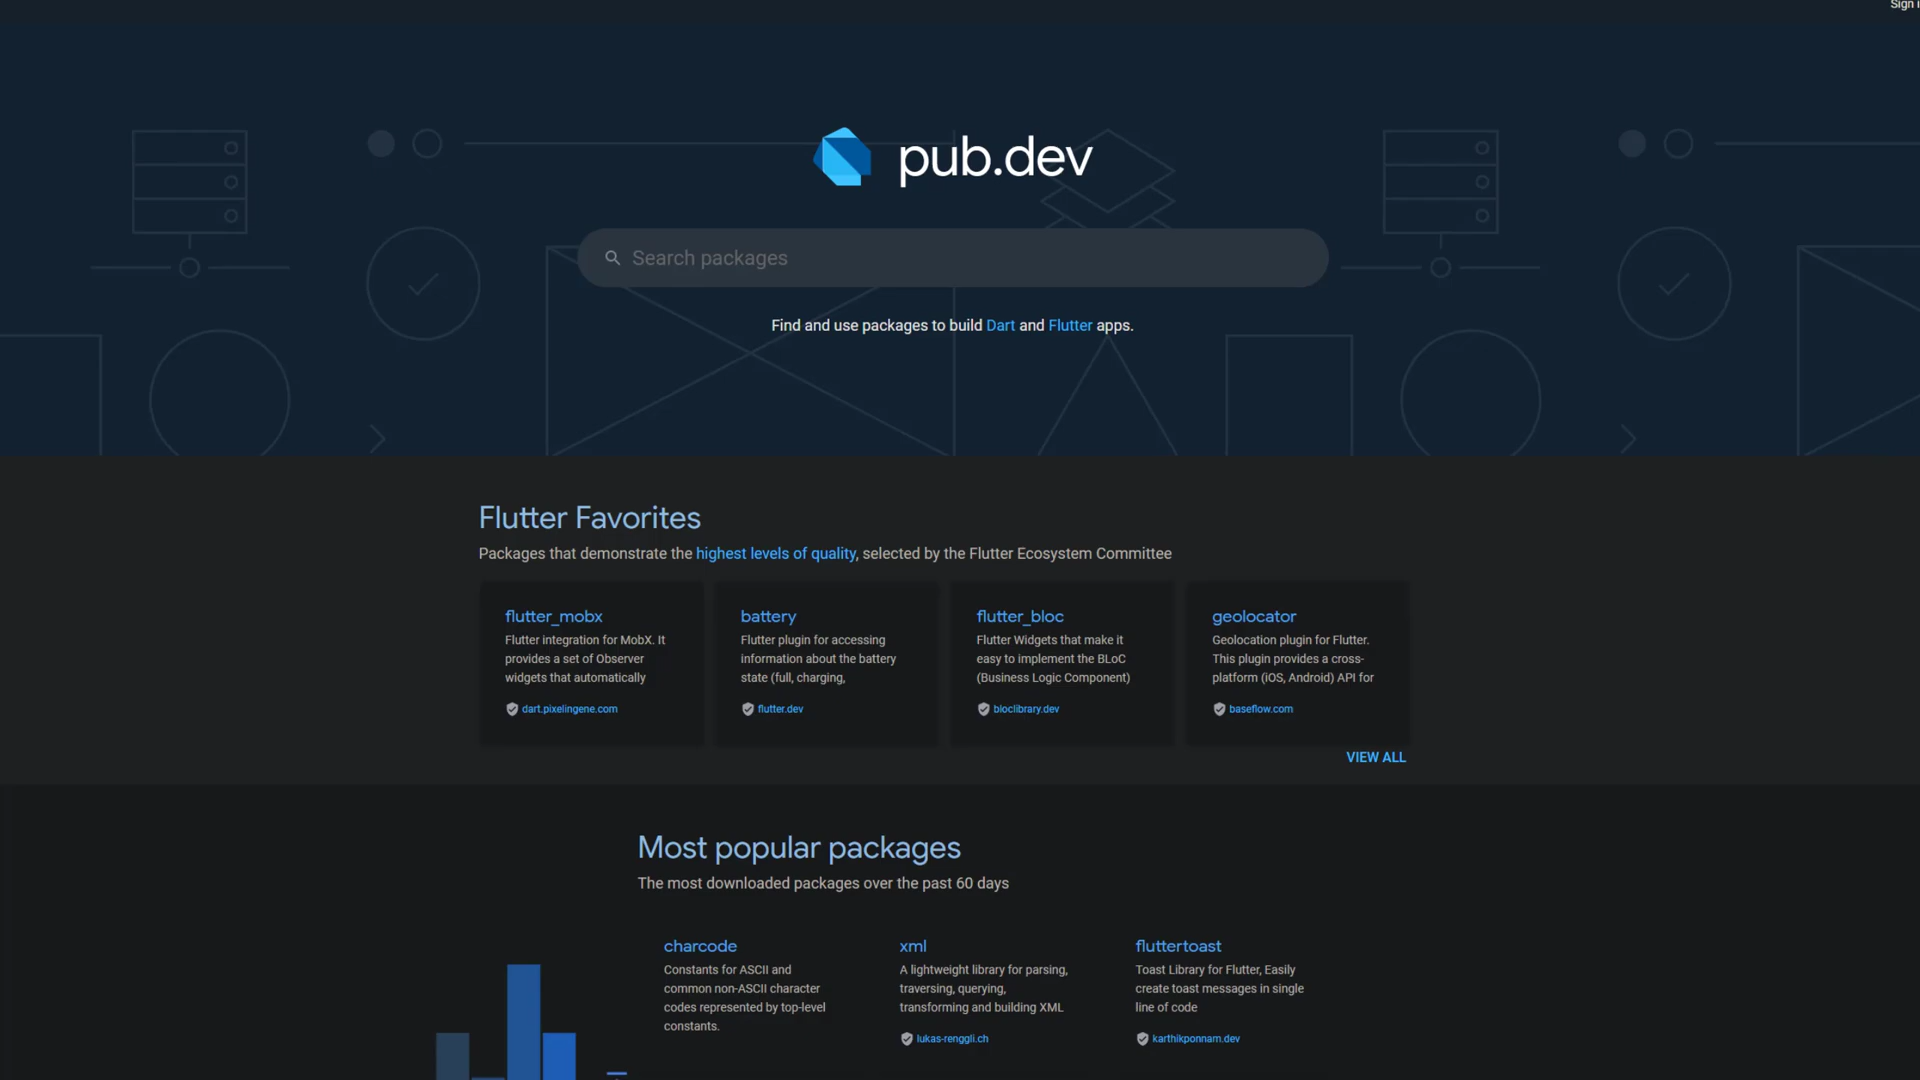 Sign
pub.dev
Search packages
Find and use packages to build Dart and Flutter apps.
Flutter Favorites
Packages that demonstrate the highest levels of quality, selected by the Flutter Ecosystem Committee
flutter_mobx
Flutter integration for MobX. It
provides a set of Observer
widgets that automatically
dart.pixelingene.com
battery
Flutter plugin for accessing
information about the battery
state (full, charging,
flutter.dev
flutter_bloc
Flutter Widgets that make it
easy to implement the BLoC
(Business Logic Component)
bloclibrary.dev
geolocator
Geolocation plugin for Flutter.
This plugin provides a cross-
platform (iOS, Android) API for
baseflow.com
VIEW ALL
Most popular packages
The most downloaded packages over the past 60 days
charcode
Constants for ASCII and
common non-ASCII character
codes represented by top-level
constants.
xml
A lightweight library for parsing,
traversing, querying,
transforming and building XML
lukas-renggli.ch
fluttertoast
Toast Library for Flutter, Easily
create toast messages in single
line of code
karthikponnam.dev